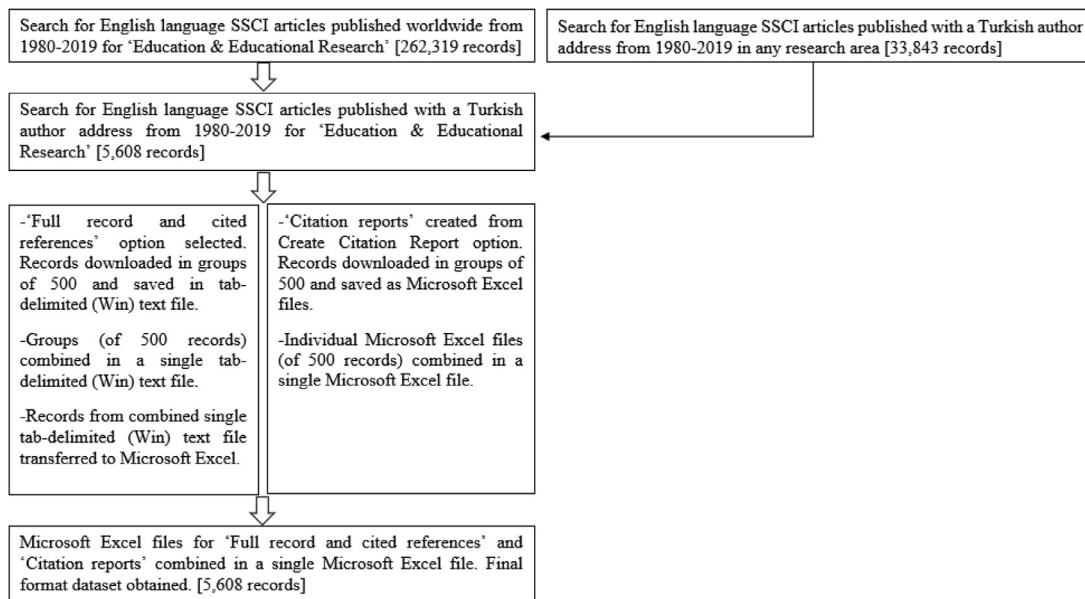 Search for English language SSCI articles published worldwide from
1980-2019 for ‘Education & Educational Research’ [262,319 records]
Search for English language SSCI articles published with a Turkish author
address from 1980-2019 in any research area [33,843 records]
Search for English language SSCI articles published with a Turkish
author address from 1980-2019 for ‘Education & Educational
Research’ [5,608 records]
-‘Full record and cited
references’ option selected.
Records downloaded in groups
of 500 and saved in tab-
delimited (Win) text file.
-Groups (of 500 records)
combined in a single tab-
delimited (Win) text file.
-Records from combined single
tab-delimited (Win) text file
transferred to Microsoft Excel.
-‘Citation reports’ created from
Create Citation Report option.
Records downloaded in groups of
500 and saved as Microsoft Excel
files.
-Individual Microsoft Excel files
(of 500 records) combined in a
single Microsoft Excel file.
Microsoft Excel files for ‘Full record and cited references’ and
‘Citation reports’ combined in a single Microsoft Excel file. Final
format dataset obtained. [5,608 records]